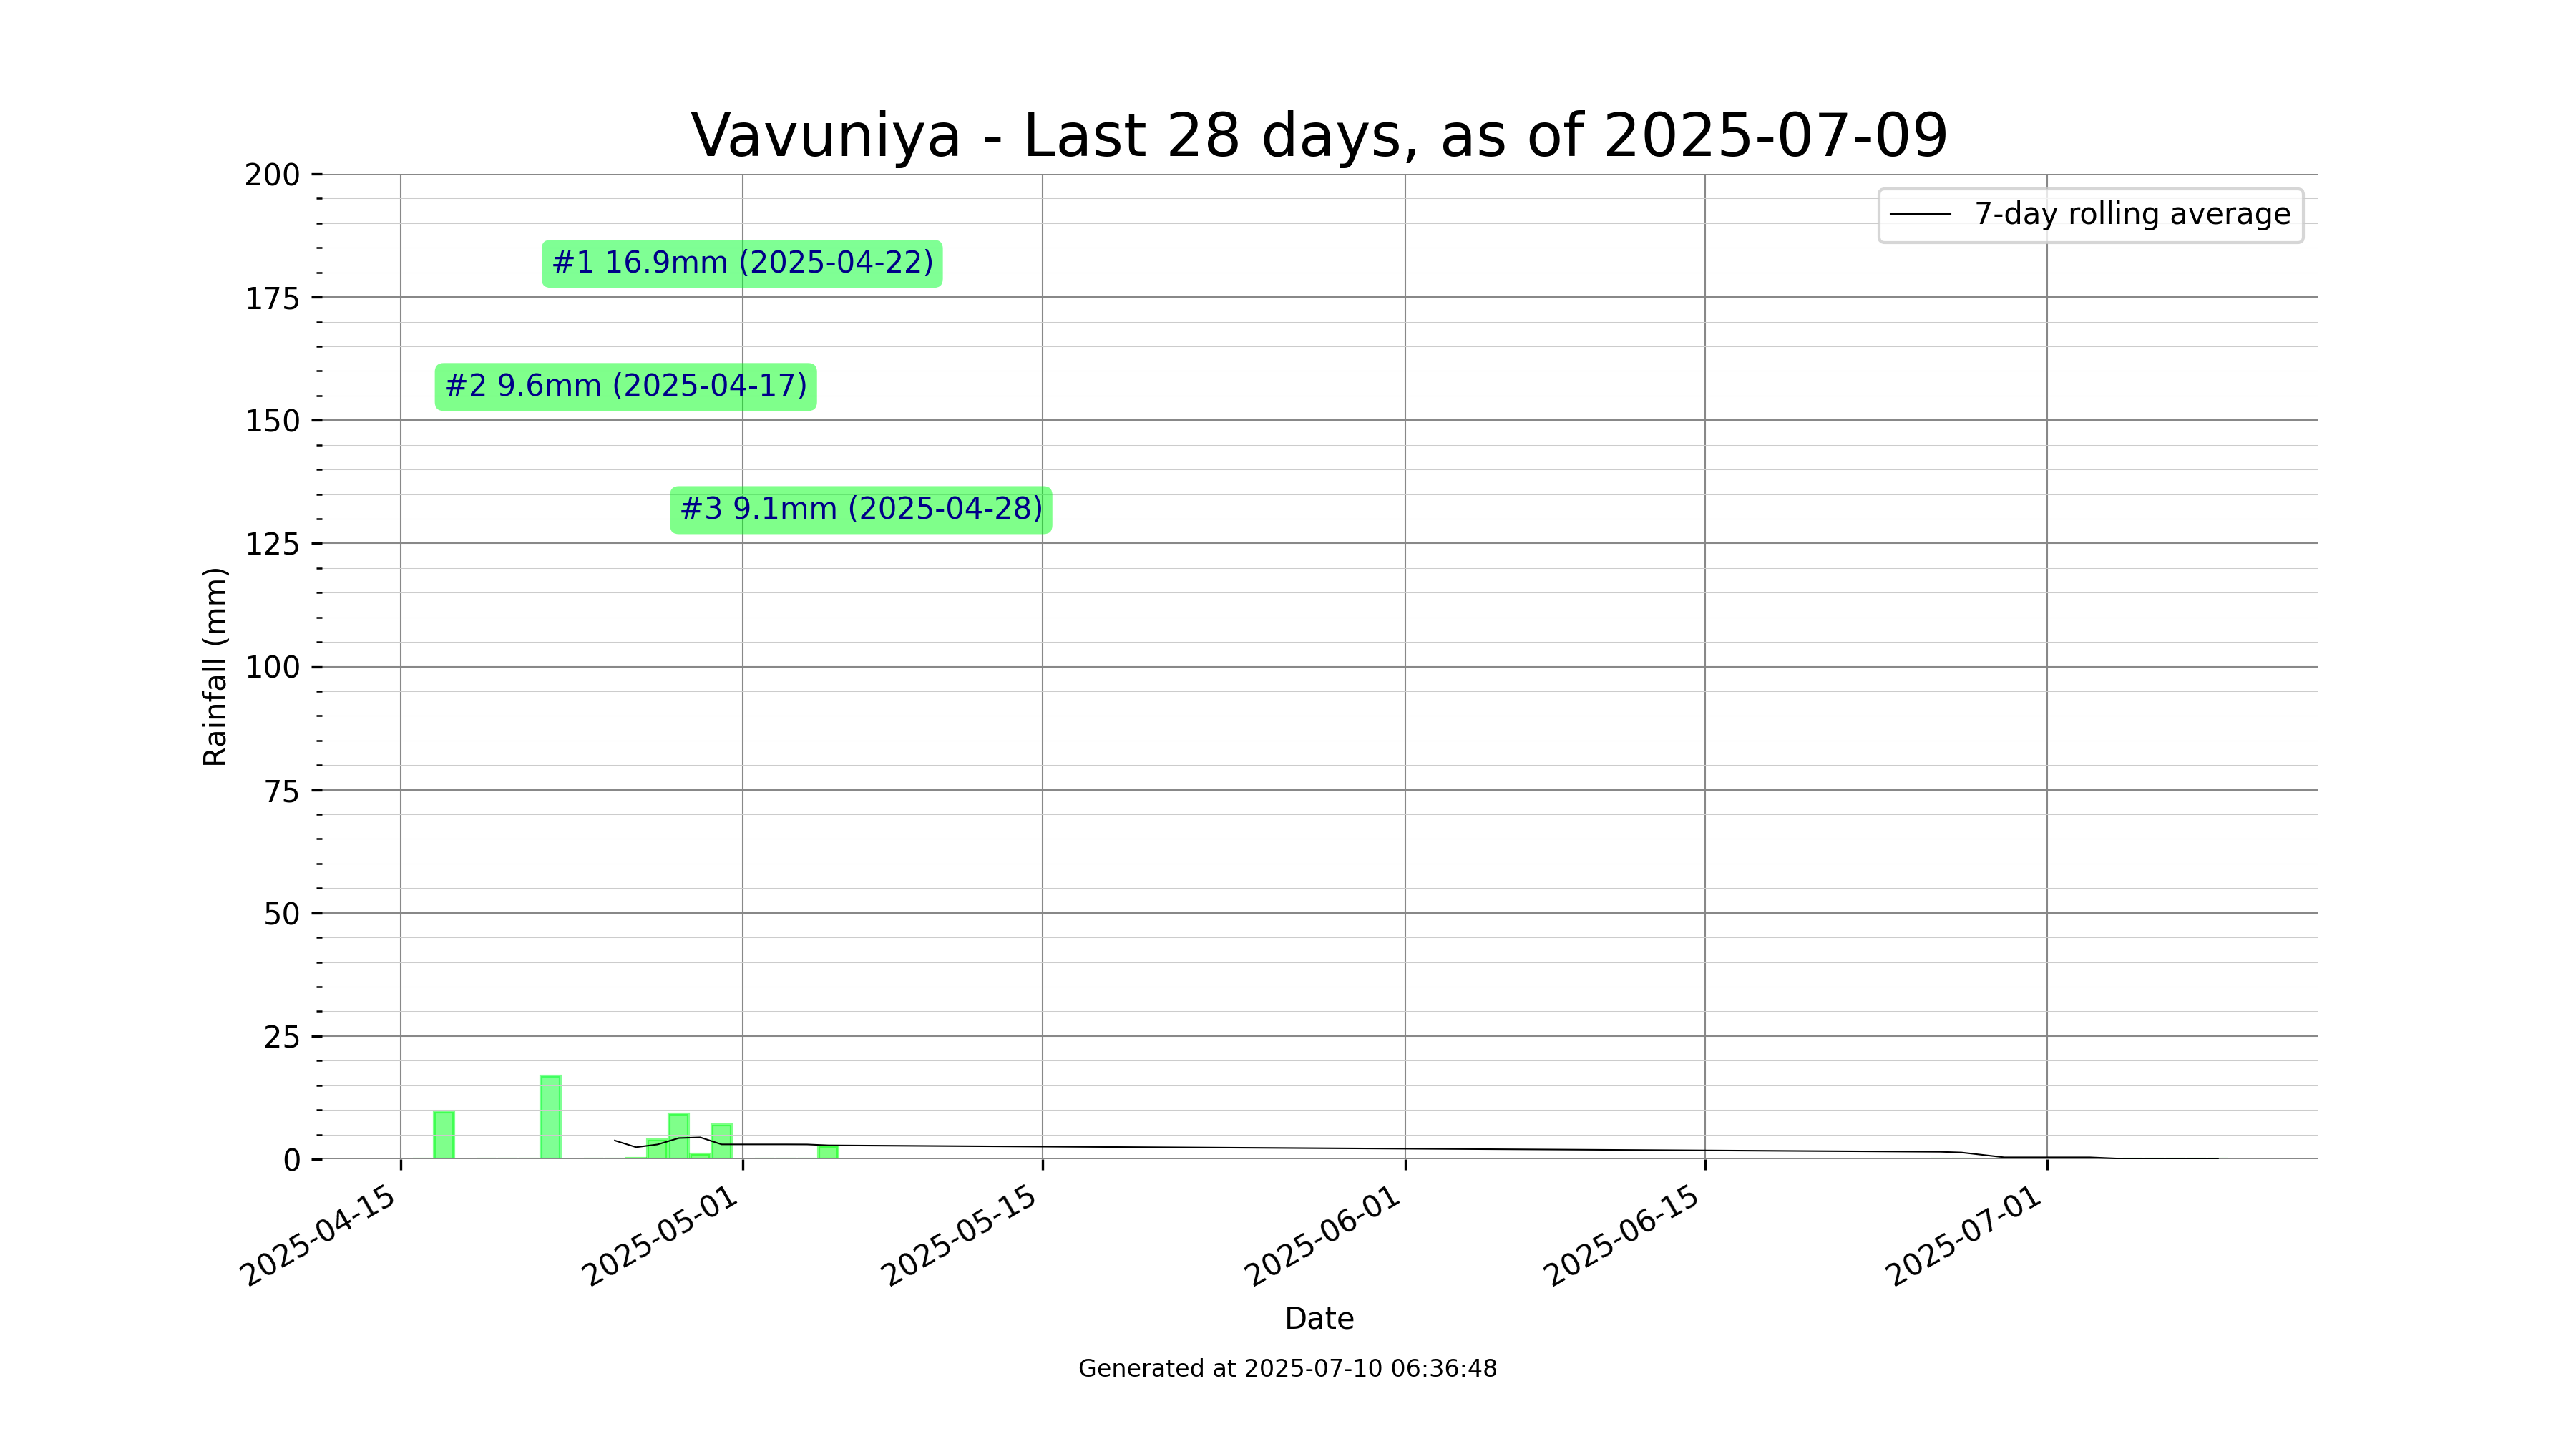 Vavuniya - Last 28 days, as of 2025-07-09
200
175
150
125
100
75
50
25
0
Rainfall (mm)
7-day rolling average
#1 16.9mm (2025-04-22)
#2 9.6mm (2025-04-17)
#3 9.1mm (2025-04-28)
2025-04-15
2025-05-01
2025-05-15
2025-06-01
2025-06-15
2025-07-01
Date
Generated at 2025-07-10 06:36:48